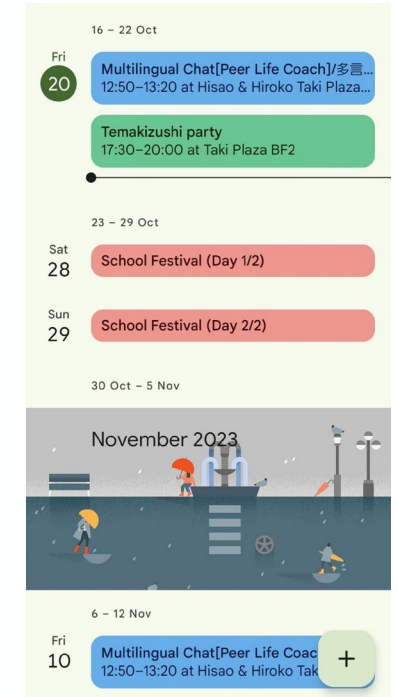 16 – 22 Oct
Fri
20
Multilingual Chat[Peer Life Coach]/多言...
12:50–13:20 at Hisao & Hiroko Taki Plaza...
Temakizushi party
17:30–20:00 at Taki Plaza BF2
23 – 29 Oct
Sat
28
School Festival (Day 1/2)
Sun
29
School Festival (Day 2/2)
30 Oct – 5 Nov
November 2023
6 – 12 Nov
Fri
10
Multilingual Chat[Peer Life Coac
12:50–13:20 at Hisao & Hiroko Tak
+